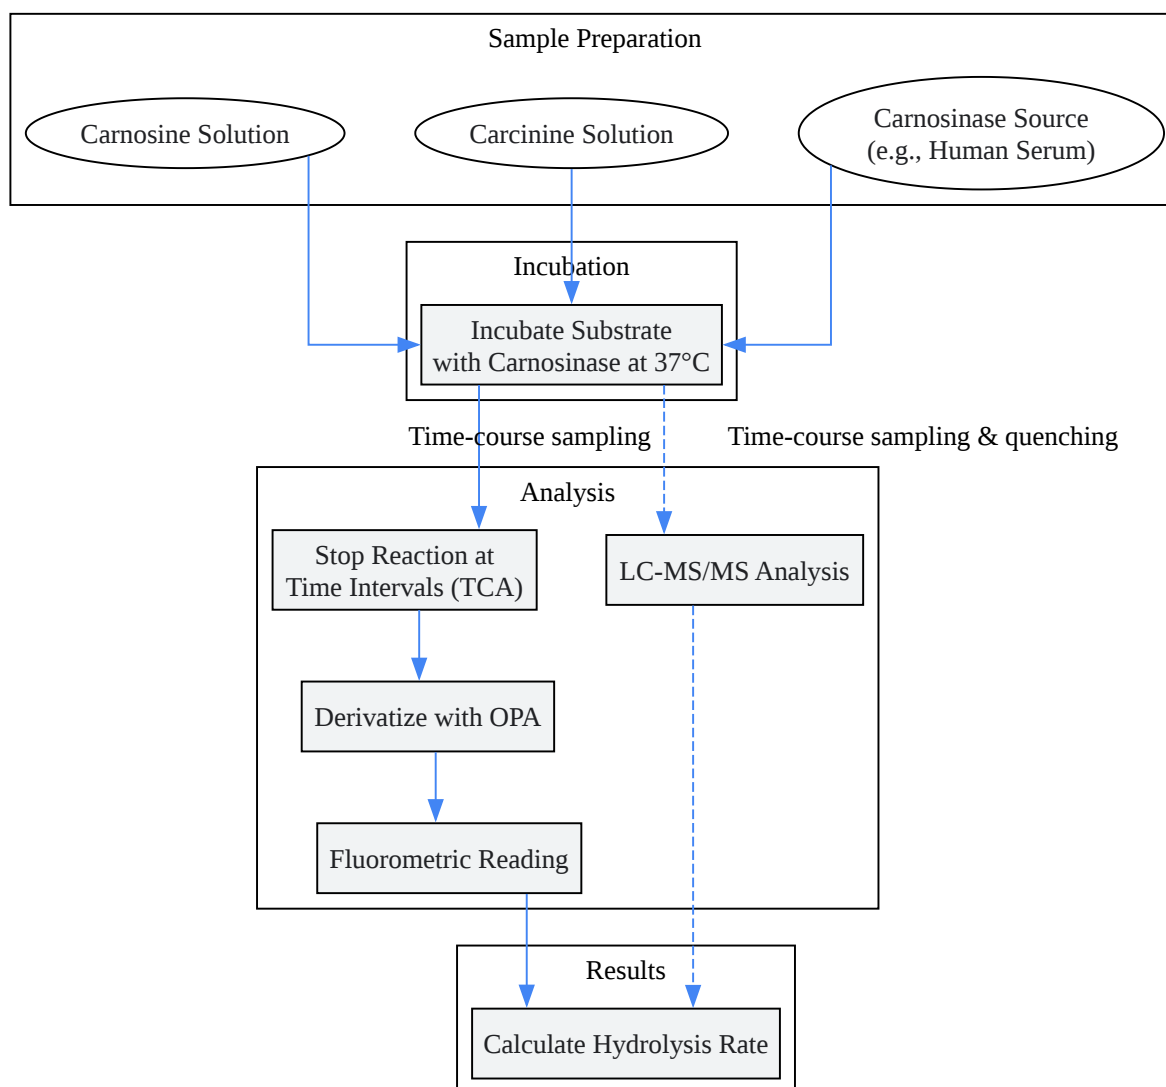 Sample Preparation
Carnosine Solution
Carcinine Solution
Carnosinase Source
(e.g., Human Serum)
Incubation
Incubate Substrate
with Carnosinase at 37°C
Time-course sampling
Time-course sampling & quenching
Analysis
Stop Reaction at
Time Intervals (TCA)
LC-MS/MS Analysis
Derivatize with OPA
Fluorometric Reading
Results
Calculate Hydrolysis Rate